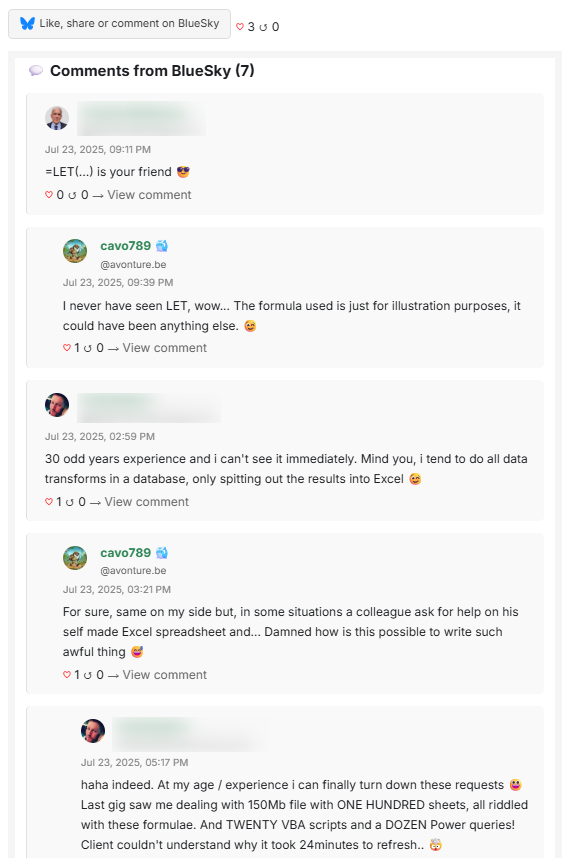 Like, share or comment on BlueSky 3 0
Comments from BlueSky (7)
Jul 23, 2025, 09:11 PM
=LET(...) is your friend 😎
0 0 → View comment
cavo789
@avonture.be
Jul 23, 2025, 09:39 PM
I never have seen LET, wow... The formula used is just for illustration purposes, it
could have been anything else. 😅
1 0 → View comment
Jul 23, 2025, 02:59 PM
30 odd years experience and i can't see it immediately. Mind you, i tend to do all data
transforms in a database, only spitting out the results into Excel 😅
1 0 → View comment
cavo789
@avonture.be
Jul 23, 2025, 03:21 PM
For sure, same on my side but, in some situations a colleague ask for help on his
self made Excel spreadsheet and... Damned how is this possible to write such
awful thing 😅
1 0 → View comment
Jul 23, 2025, 05:17 PM
haha indeed. At my age / experience i can finally turn down these requests 😃
Last gig saw me dealing with 150Mb file with ONE HUNDRED sheets, all riddled
with these formulae. And TWENTY VBA scripts and a DOZEN Power queries!
Client couldn't understand why it took 24minutes to refresh.. 🤯